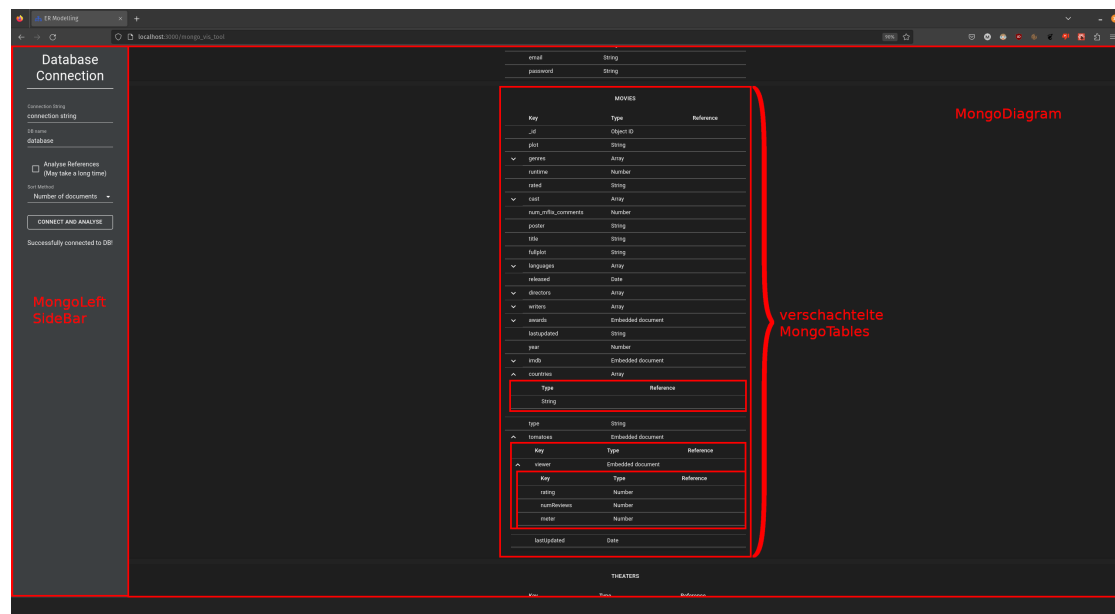 ER Modelling
localhost:3000/mongo_vis_tool
90%
Database
Connection
Connection String
connection string
DB name
database
Analyse References
(May take a long time)
Sort Method
Number of documents
CONNECT AND ANALYSE
Successfully connected to DB!
MongoLeft
SideBar
email String
password String
MOVIES
Key Type Reference
_id Object ID
plot String
genres Array
runtime Number
rated String
cast Array
num_mflix_comments Number
poster String
title String
fullplot String
languages Array
released Date
directors Array
writers Array
awards Embedded document
lastupdated String
year Number
imdb Embedded document
countries Array
Type Reference
String
type String
tomatoes Embedded document
Key Type Reference
viewer Embedded document
Key Type Reference
rating Number
numReviews Number
meter Number
lastUpdated Date
THEATERS
Key Type Reference
MongoDiagram
verschachtelte
MongoTables